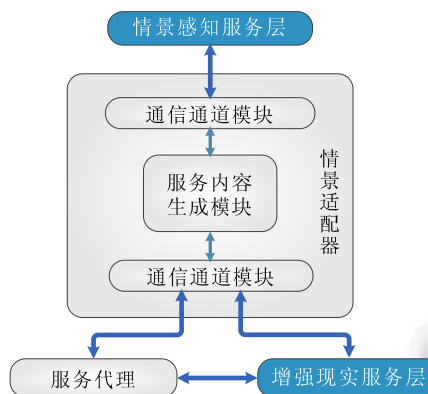 情景感知服务层
通信通道模块
服务内容
生成模块
情景适配器
通信通道模块
服务代理
增强现实服务层